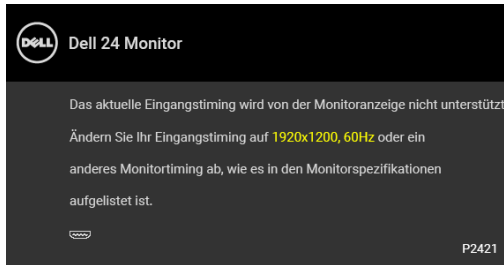 DELL
Dell 24 Monitor
Das aktuelle Eingangstiming wird von der Monitoranzeige nicht unterstützt
Ändern Sie Ihr Eingangstiming auf 1920x1200, 60Hz oder ein
anderes Monitortiming ab, wie es in den Monitorspezifikationen
aufgelistet ist.
P2421